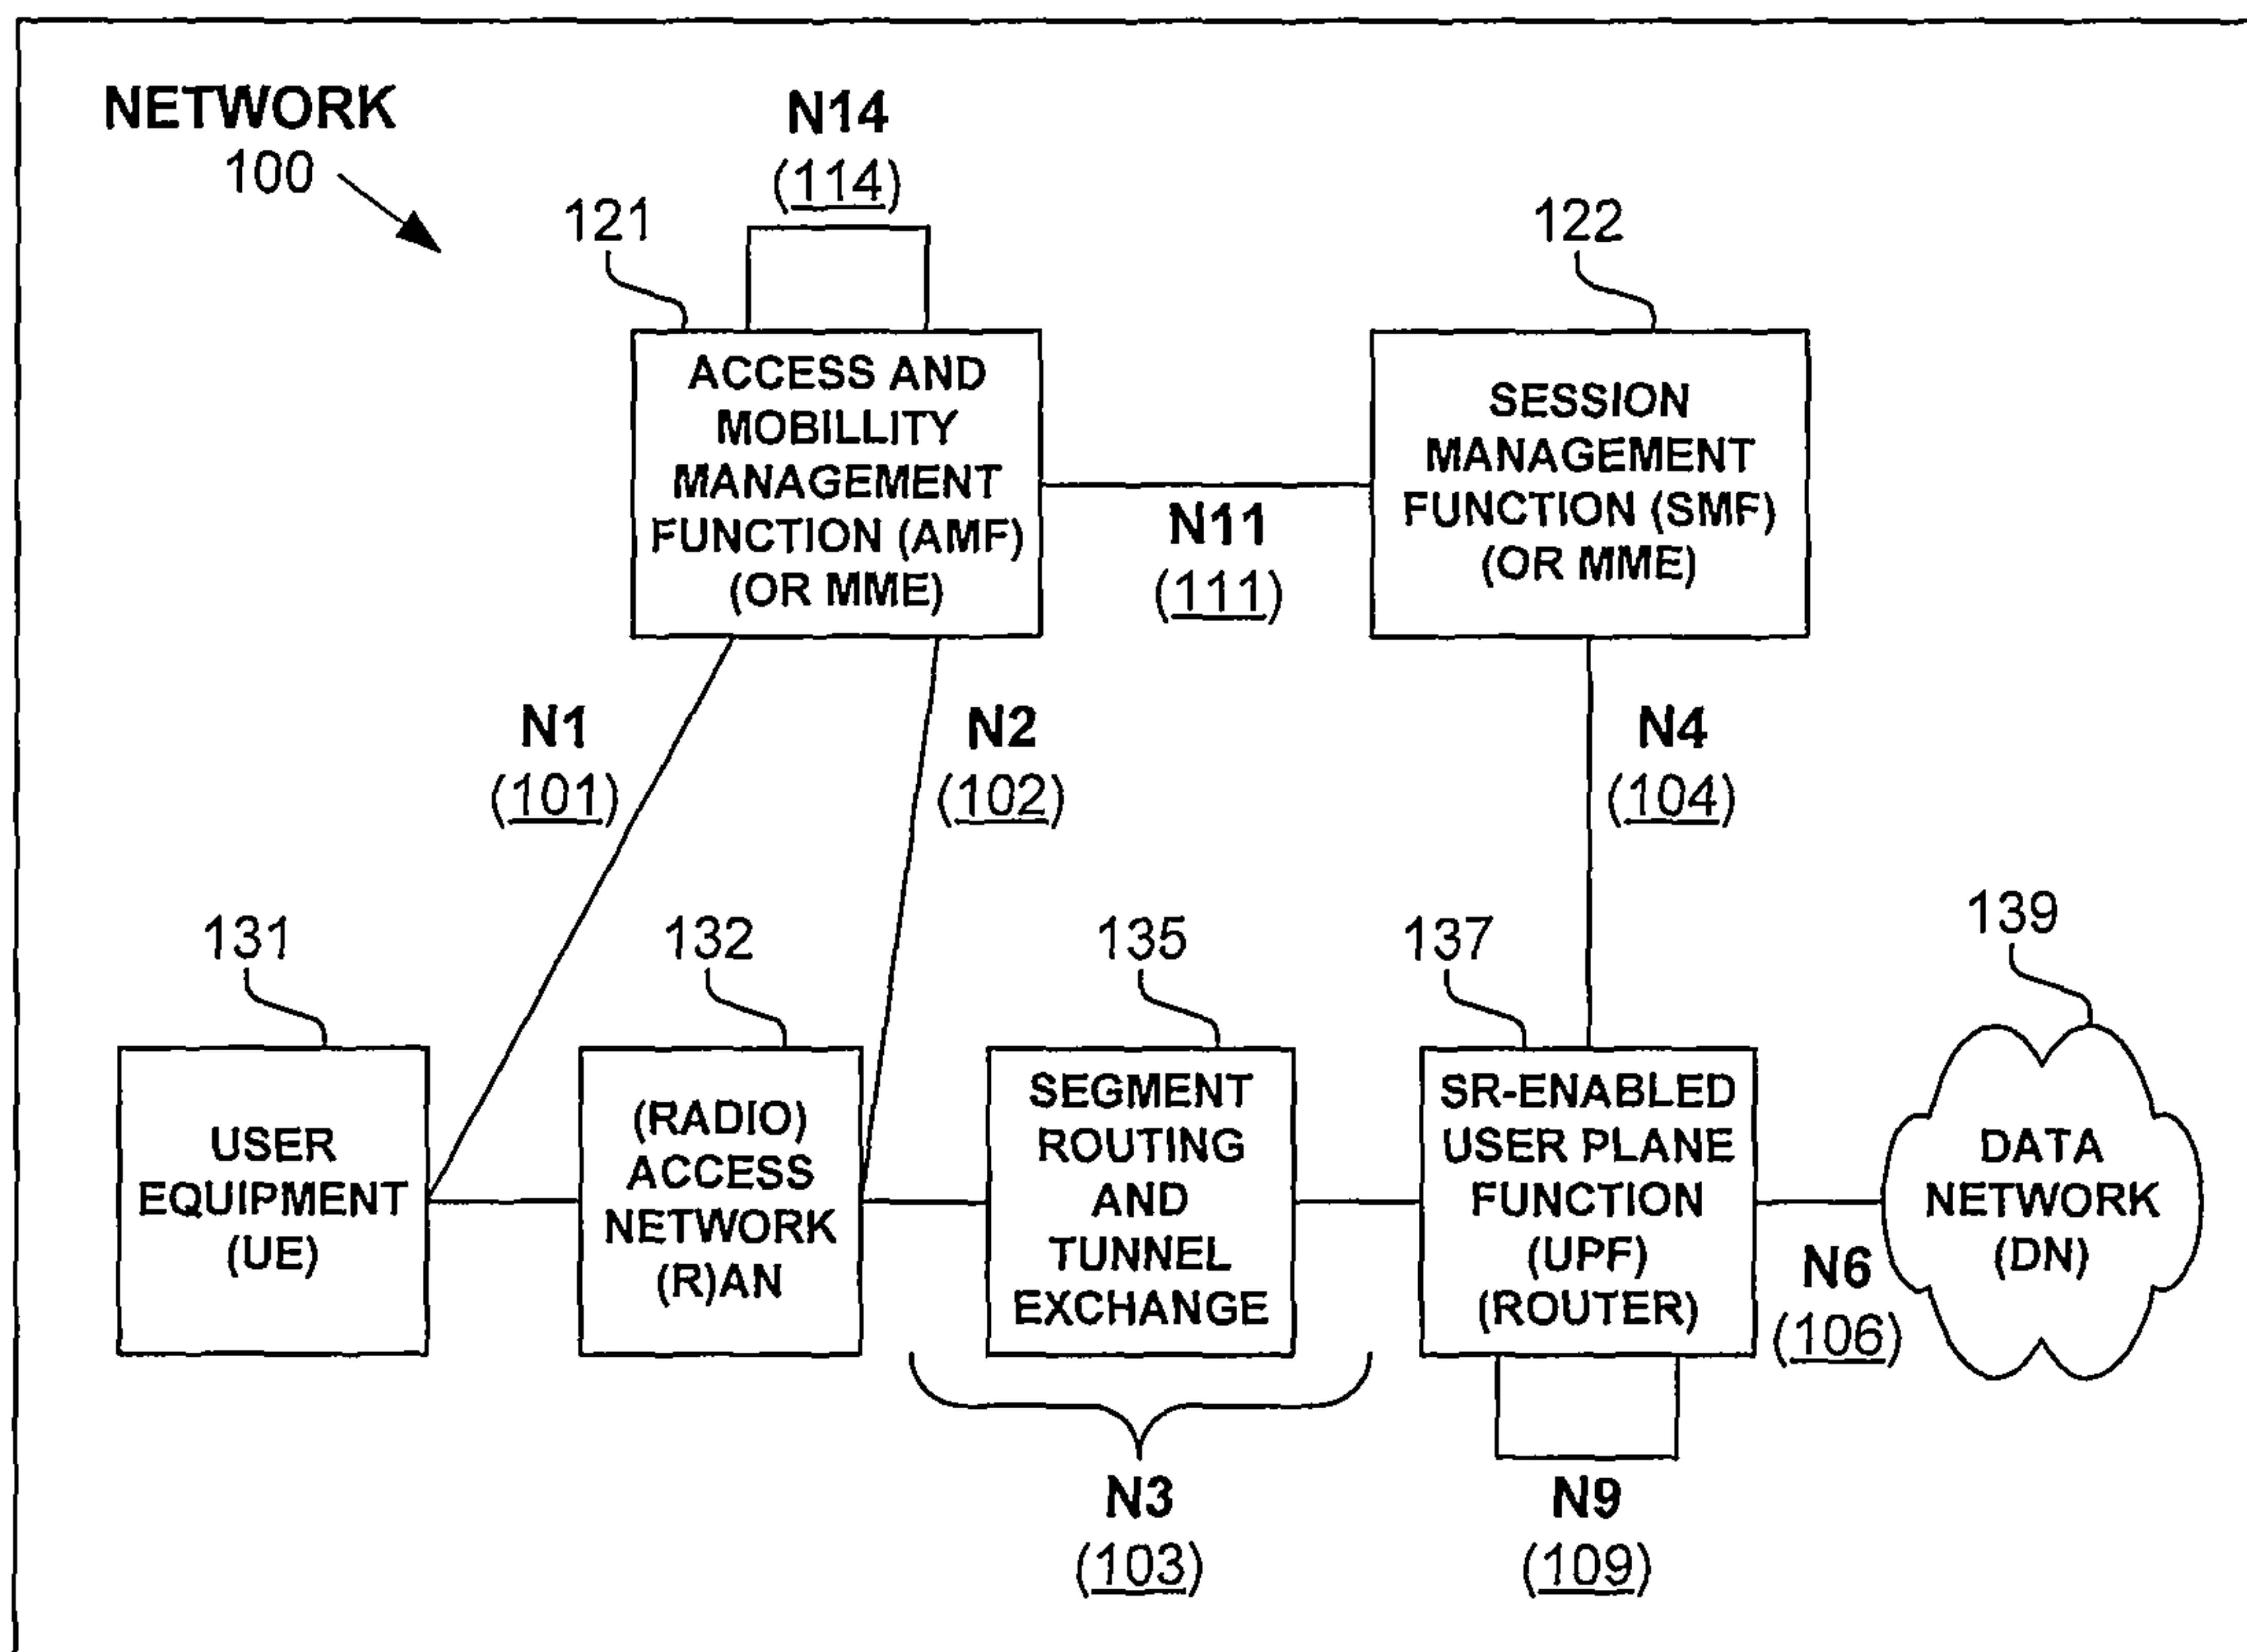 NETWORK
100
N14
(114)
121
122
ACCESS AND
MOBILLITY
MANAGEMENT
FUNCTION (AMF)
(OR MME)
SESSION
MANAGEMENT
FUNCTION (SMF)
(OR MME)
N11
(111)
N1
(101)
N2
(102)
N4
(104)
131
132
135
137
139
USER
EQUIPMENT
(UE)
(RADIO)
ACCESS
NETWORK
(R)AN
SEGMENT
ROUTING
AND
TUNNEL
EXCHANGE
SR-ENABLED
USER PLANE
FUNCTION
(UPF)
(ROUTER)
DATA
NETWORK
(DN)
N6
(106)
N3
(103)
N9
(109)